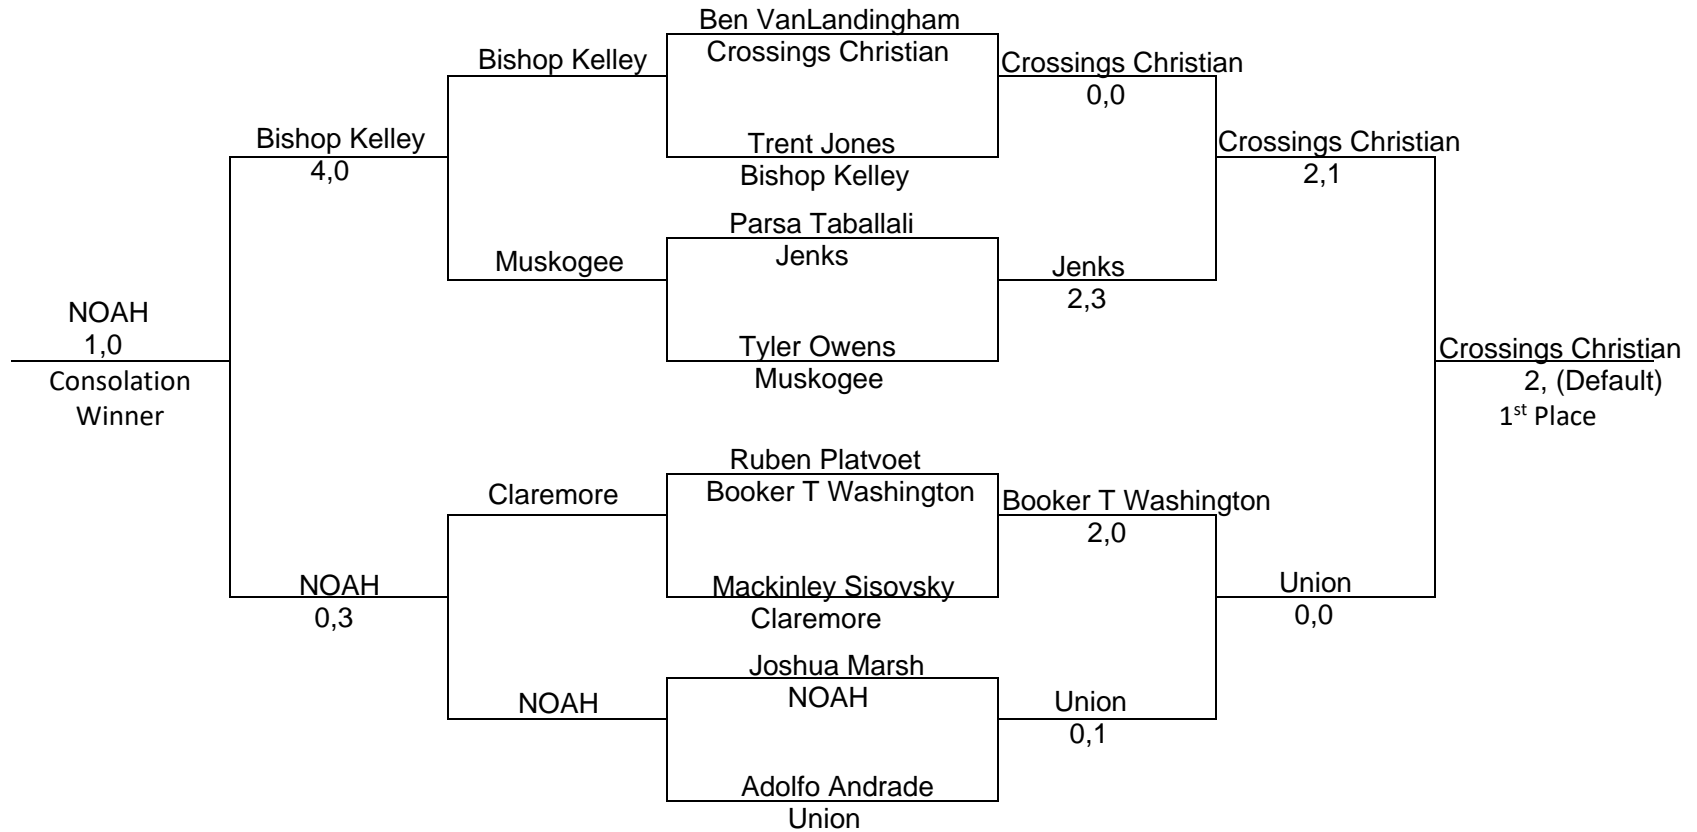 Ben VanLandingham
Crossings Christian
Bishop Kelley
Crossings Christian
0,0
Bishop Kelley
4,0
Trent Jones
Bishop Kelley
Crossings Christian
2,1
Parsa Taballali
Jenks
Muskogee
Jenks
2,3
NOAH
1,0
Consolation
Winner
Tyler Owens
Muskogee
Crossings Christian
2, (Default)
1st Place
Ruben Platvoet
Booker T Washington
Claremore
Booker T Washington
2,0
NOAH
0,3
Mackinley Sisovsky
Claremore
Union
0,0
Joshua Marsh
NOAH
NOAH
Union
0,1
Adolfo Andrade
Union